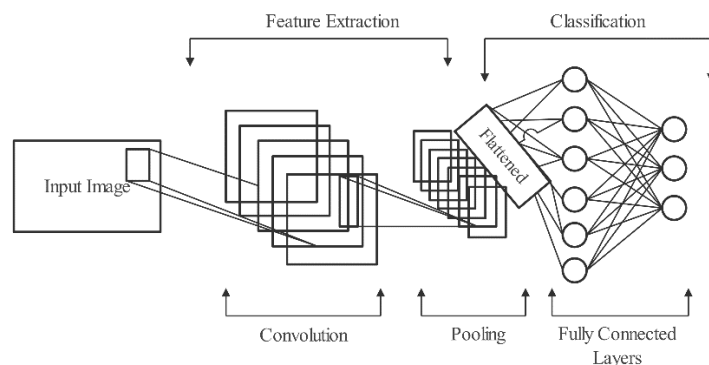 Feature Extraction
Classification
Input Image
Flattened
Convolution
Pooling
Fully Connected
Layers